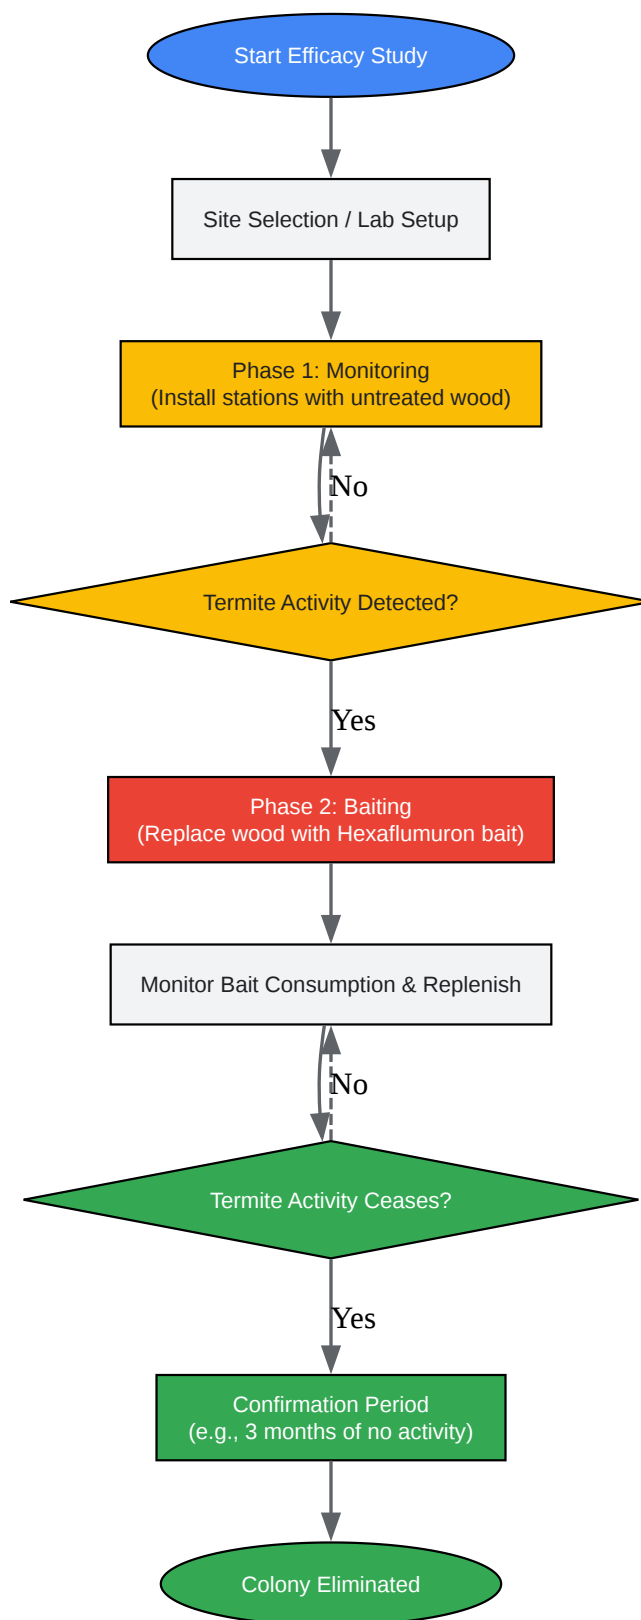 Start Efficacy Study
Site Selection / Lab Setup
Phase 1: Monitoring
(Install stations with untreated wood)
No
Termite Activity Detected?
Yes
Phase 2: Baiting
(Replace wood with Hexaflumuron bait)
Monitor Bait Consumption & Replenish
No
Termite Activity Ceases?
Yes
Confirmation Period
(e.g., 3 months of no activity)
Colony Eliminated